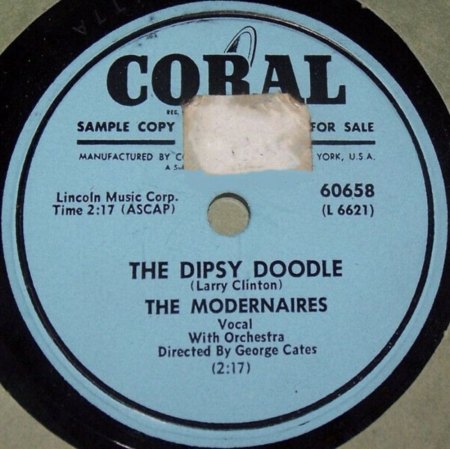 CORAL
REG.
SAMPLE COPY FOR SALE
MANUFACTURED BY YORK, U.S.A.
Lincoln Music Corp.
Time 2:17 (ASCAP)
60658
(L 6621)
THE DIPSY DOODLE
(Larry Clinton)
THE MODERNAIRES
Vocal
With Orchestra
Directed By George Cates
(2:17)